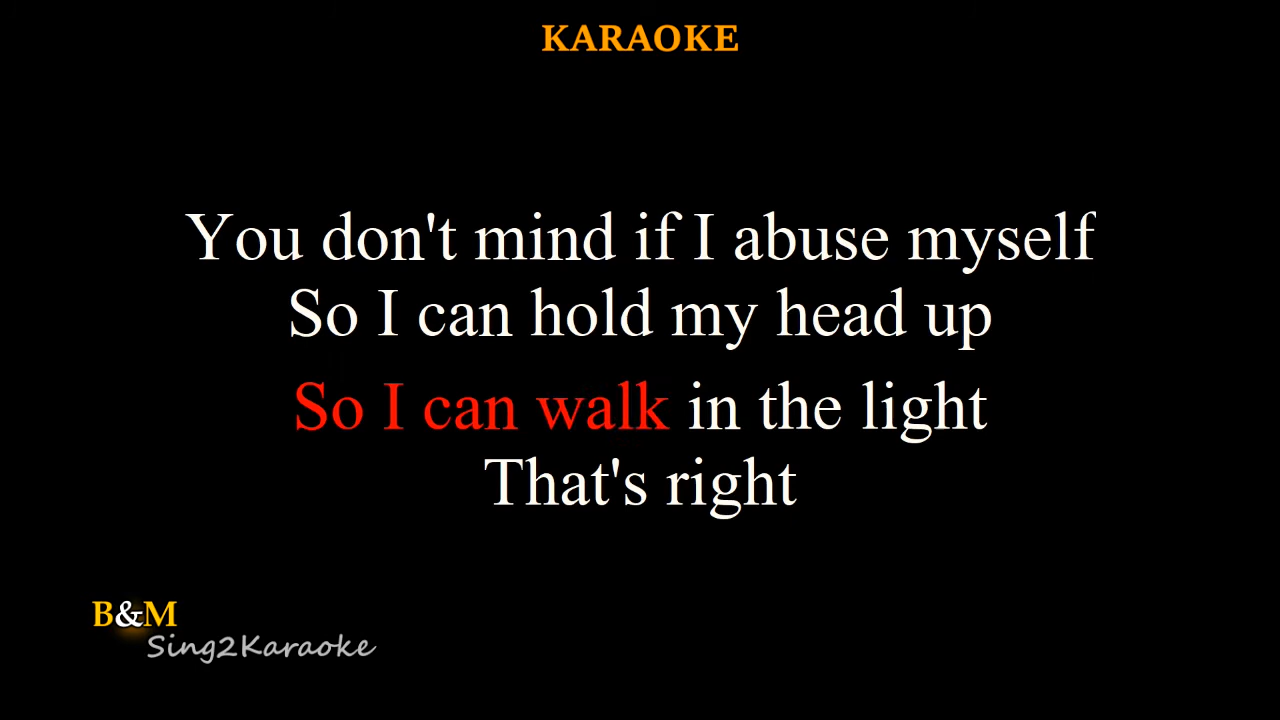 KARAOKE
You don't mind if I abuse myself
So I can hold my head up
So I can walk in the light
That's right
B&M
Sing2Karaoke